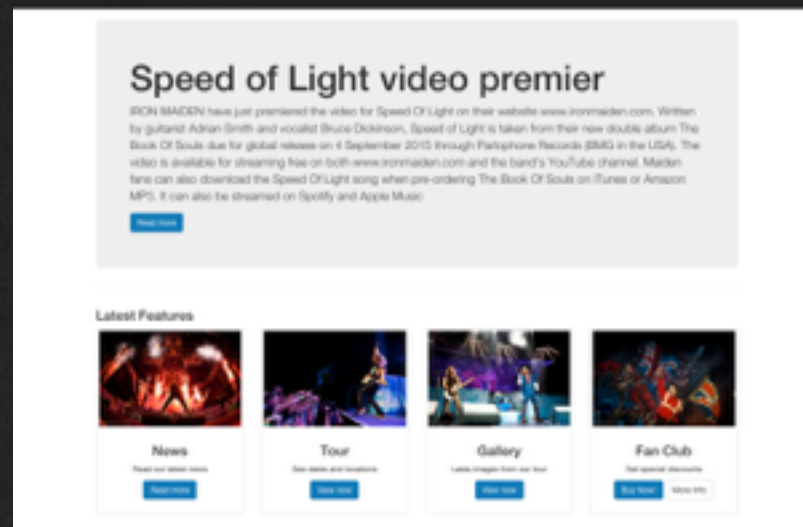 Speed of Light video premier
IRON MAIDEN have just premiered the video for Speed Of Light on their website www.ironmaiden.com. Written
by guitarist Adrian Smith and vocalist Bruce Dickinson, Speed of Light is taken from their new double album The
Book Of Souls due for global release on 4 September 2015 through Parlophone Records (BMG in the USA). The
video is available for streaming free on both www.ironmaiden.com and the band's YouTube channel. Maiden
fans can also download the Speed Of Light song when pre-ordering The Book Of Souls on iTunes or Amazon
MP3. It can also be streamed on Spotify and Apple Music
Read more
Latest Features
News
Read our latest news
Read more
Tour
See dates and locations.
View now
Gallery
images from our tour
View now
Fan Club
Get special discounts.
Buy Now!
More Info